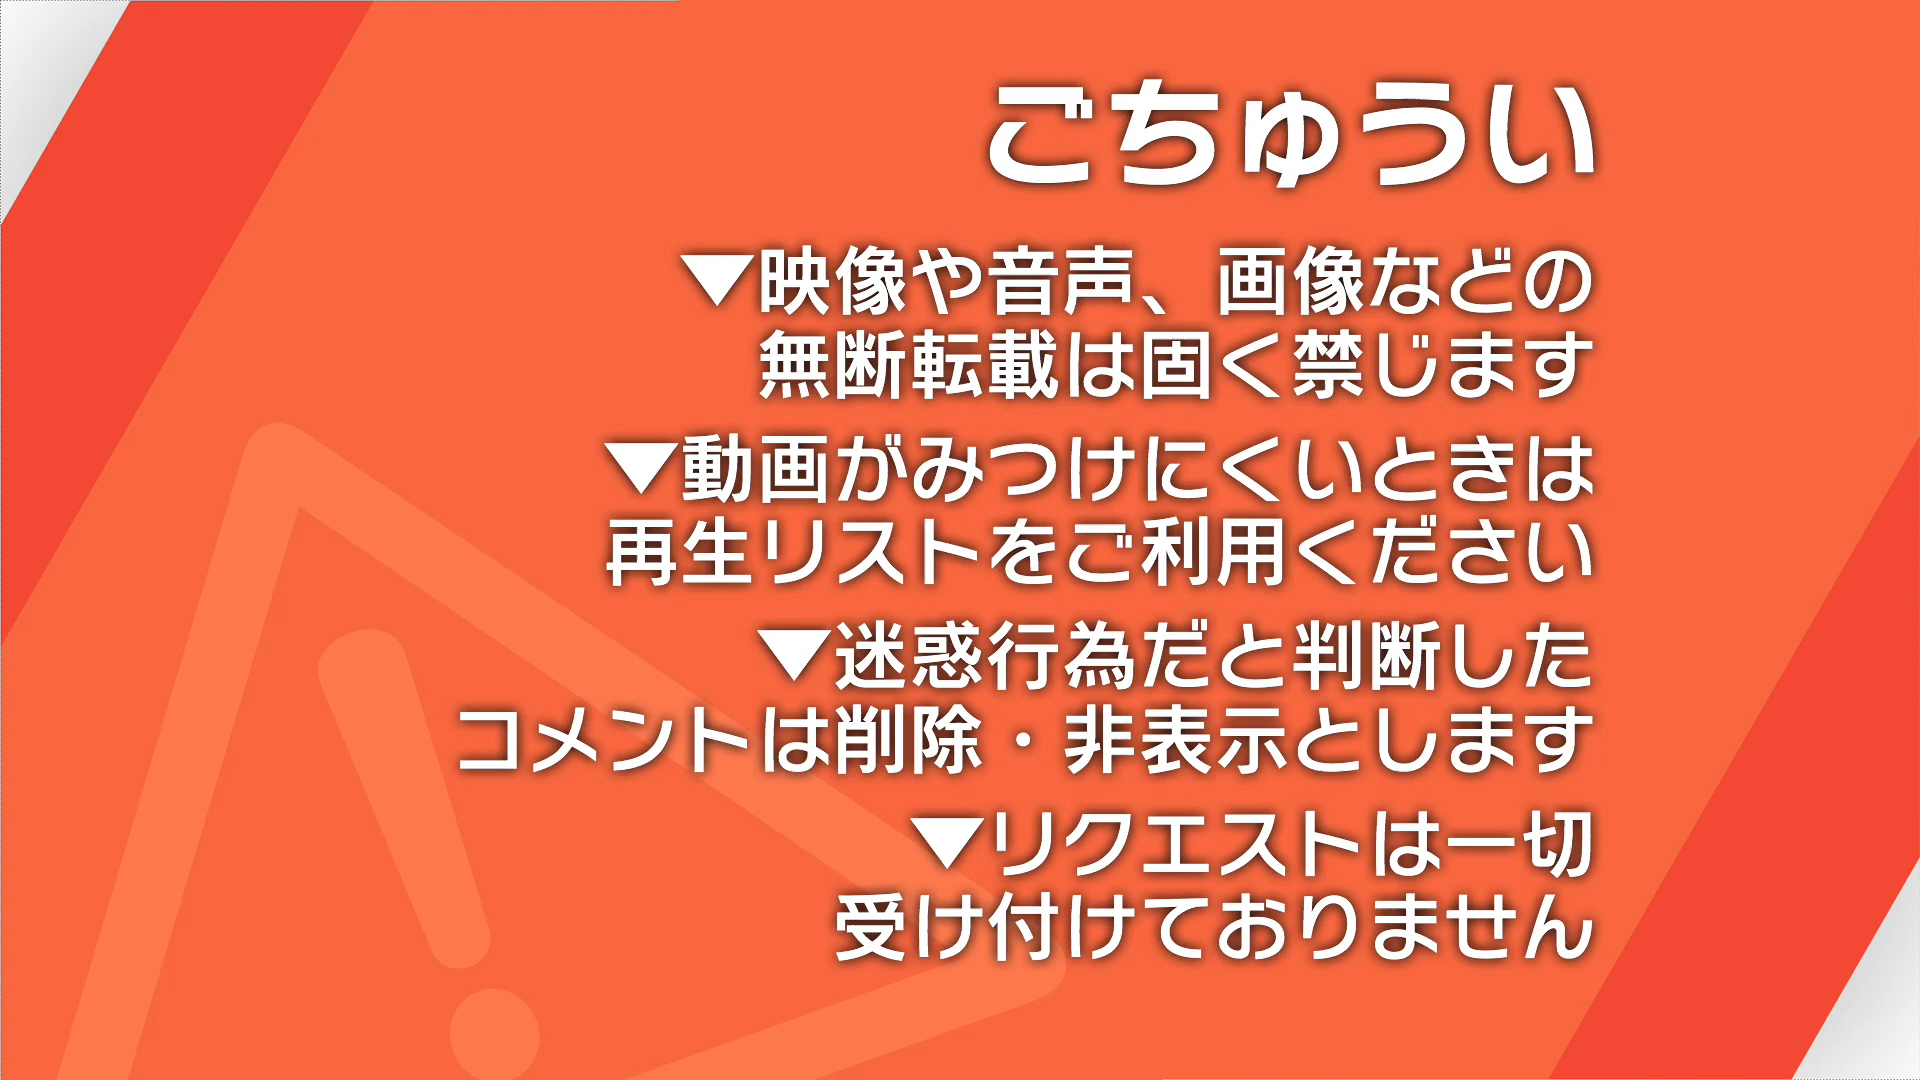 ごちゅうい
▼映像や音声、画像などの
無断転載は固く禁じます
▼動画がみつけにくいときは
再生リストをご利用ください
▼迷惑行為だと判断した
コメントは削除・非表示とします
▼リクエストは一切
受け付けておりません